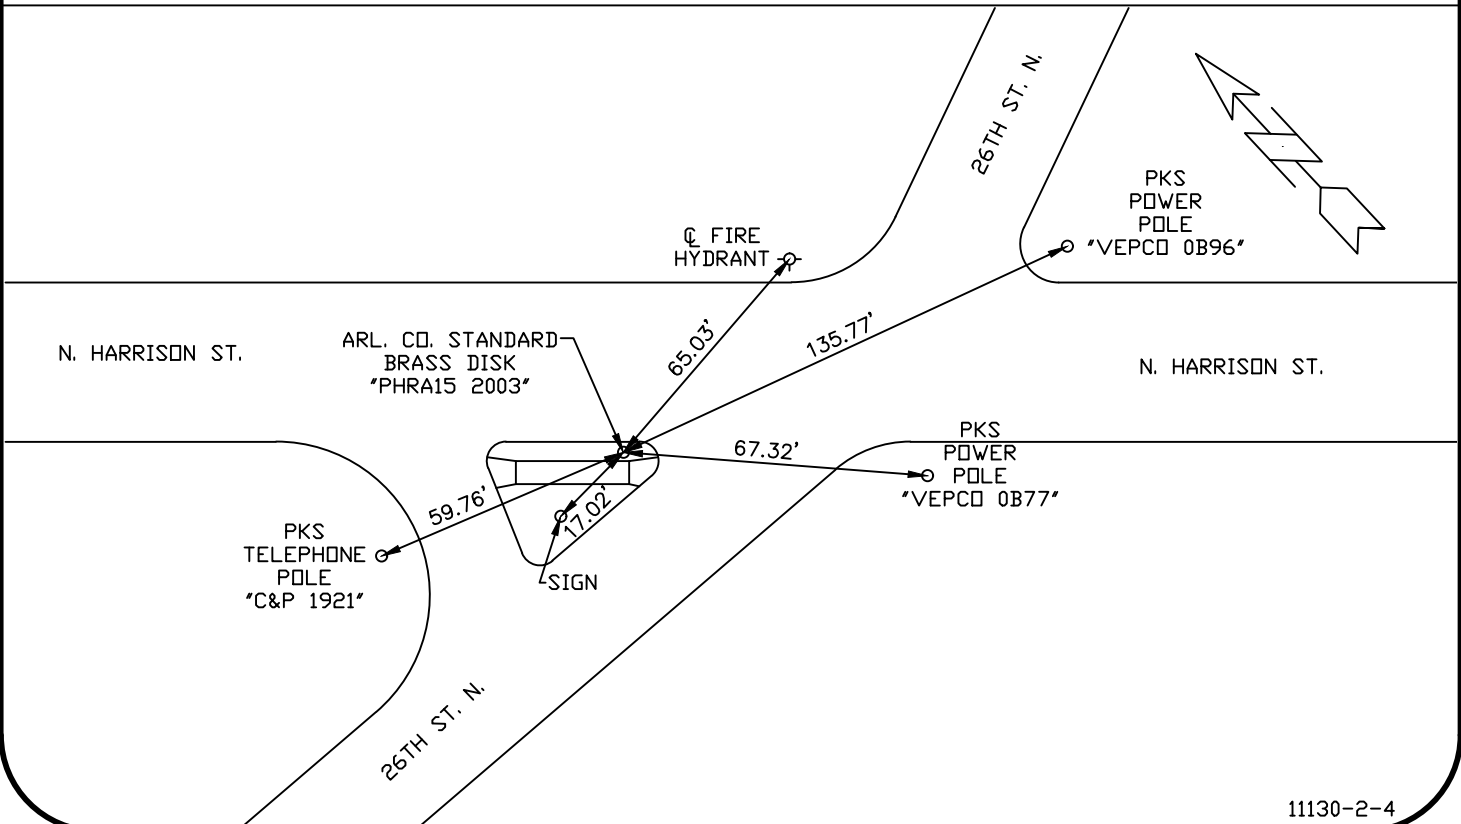 26TH ST. N.
PKS
POWER
POLE
"VEPCO 0B96"
℄ FIRE
HYDRANT
65.03'
135.77'
ARL. CO. STANDARD
BRASS DISK
"PHRA15 2003"
N. HARRISON ST.
N. HARRISON ST.
67.32'
PKS
POWER
POLE
"VEPCO 0B77"
59.76'
17.02'
PKS
TELEPHONE
POLE
"C&P 1921"
SIGN
26TH ST. N.
11130-2-4